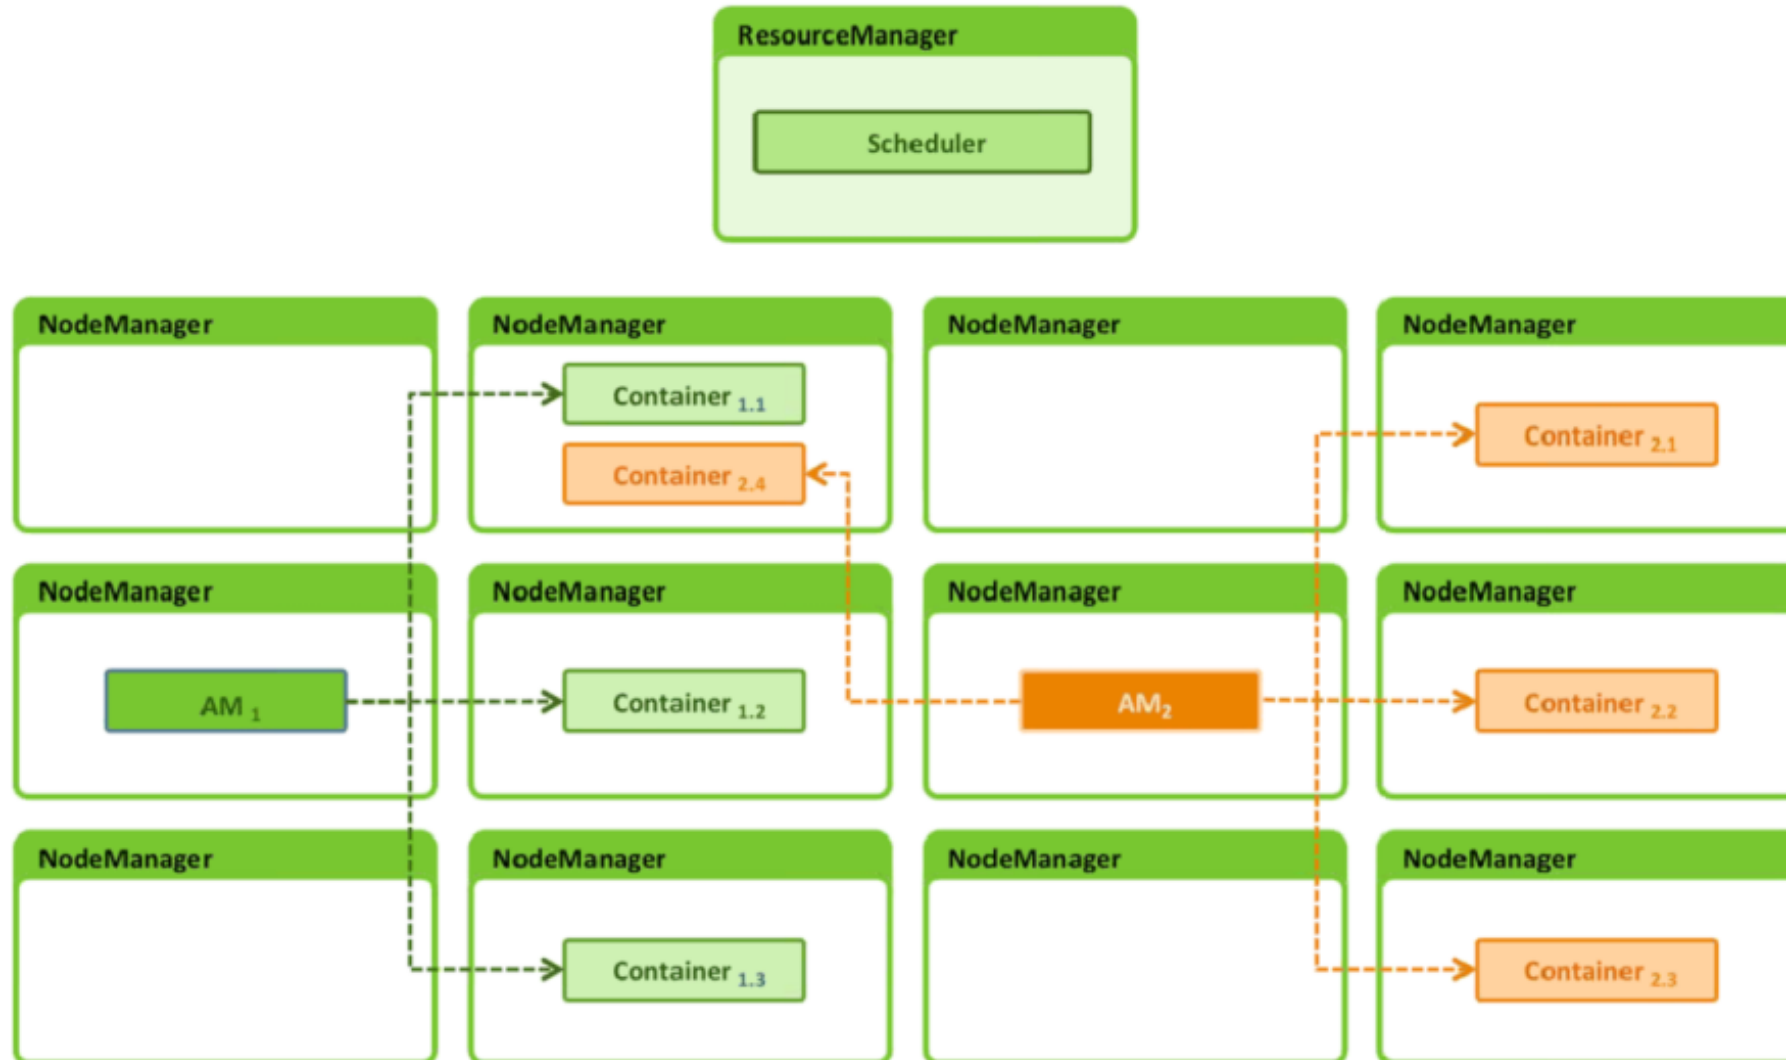 ResourceManager
Scheduler
NodeManager
NodeManager
NodeManager
NodeManager
Container 1.1
Container 2.4
Container 2.1
NodeManager
NodeManager
NodeManager
NodeManager
AM 1
Container 1.2
AM2
Container 2.2
NodeManager
NodeManager
NodeManager
NodeManager
Container 1.3
Container 2.3